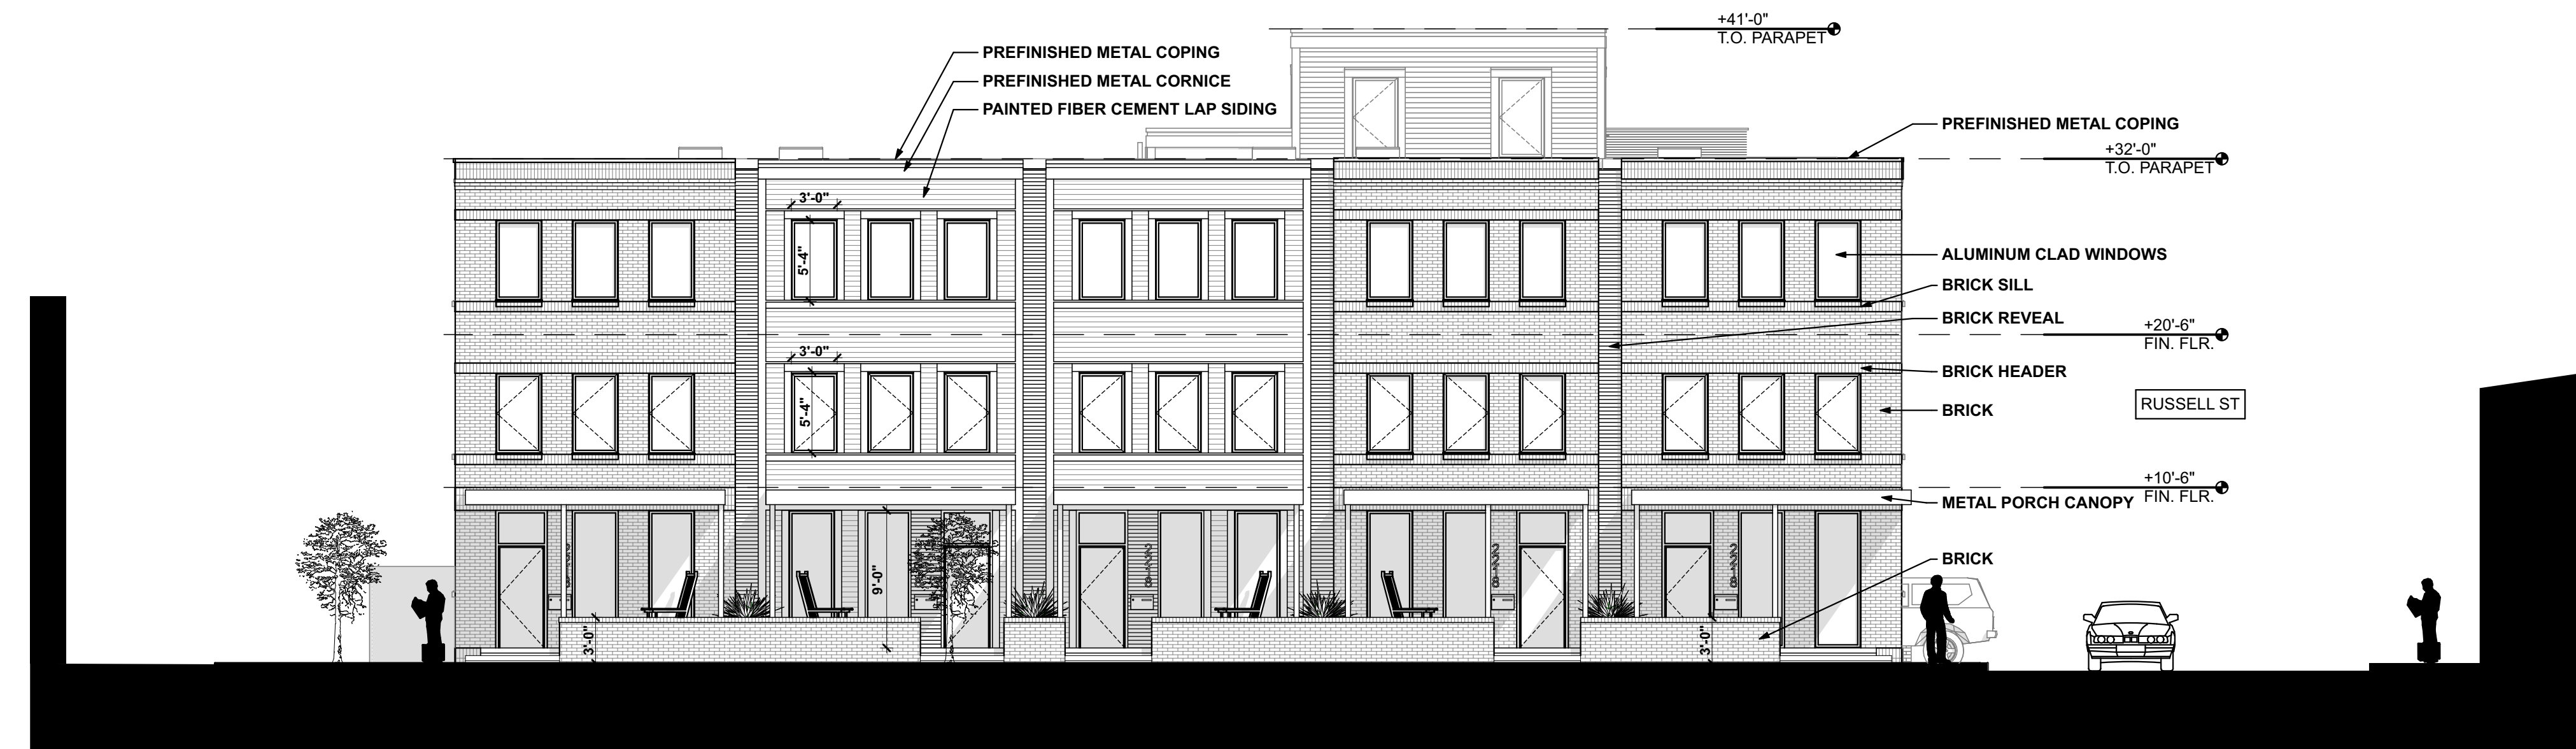 +41'-0"
T.O. PARAPET
PREFINISHED METAL COPING
PREFINISHED METAL CORNICE
PAINTED FIBER CEMENT LAP SIDING
PREFINISHED METAL COPING
+32'-0"
T.O. PARAPET
3'-0"
5'-4"
ALUMINUM CLAD WINDOWS
BRICK SILL
BRICK REVEAL
+20'-6"
FIN. FLR.
3'-0"
5'-4"
BRICK HEADER
BRICK
RUSSELL ST
+10'-6"
FIN. FLR.
METAL PORCH CANOPY
9'-0"
BRICK
3'-0"
3'-0"